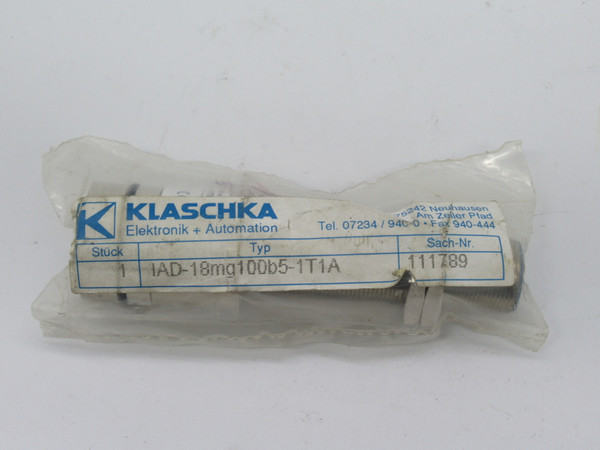 K KLASCHKA
Elektronik + Automation
75242 Neuhausen
Am Zeller Pfad
Tel. 07234 / 940-0 • Fax 940-444
Stück Typ Sach-Nr.
1 IAD-18mg100b5-1T1A 111789